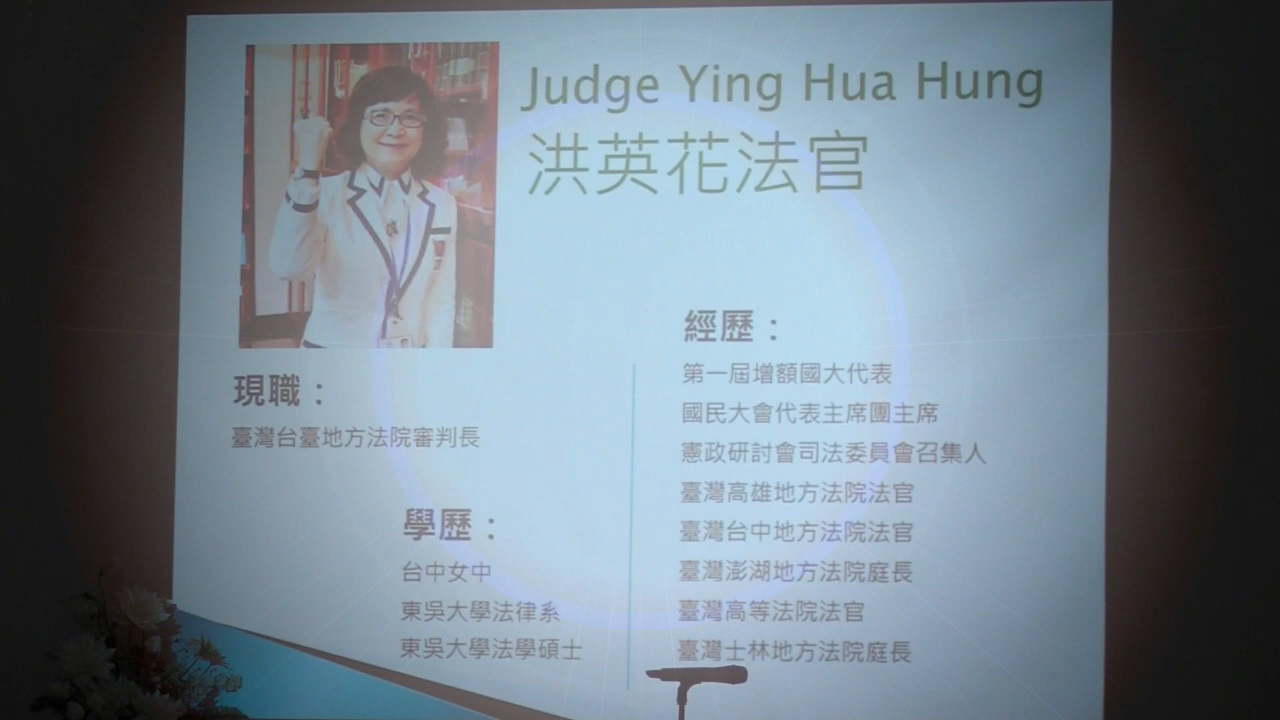 Judge Ying Hua Hung
洪英花法官
現職：
臺灣台臺地方法院審判長
學歷：
台中女中
東吳大學法律系
東吳大學法學碩士
經歷：
第一屆增額國大代表
國民大會代表主席團主席
憲政研討會司法委員會召集人
臺灣高雄地方法院法官
臺灣台中地方法院法官
臺灣澎湖地方法院庭長
臺灣高等法院法官
臺灣士林地方法院庭長